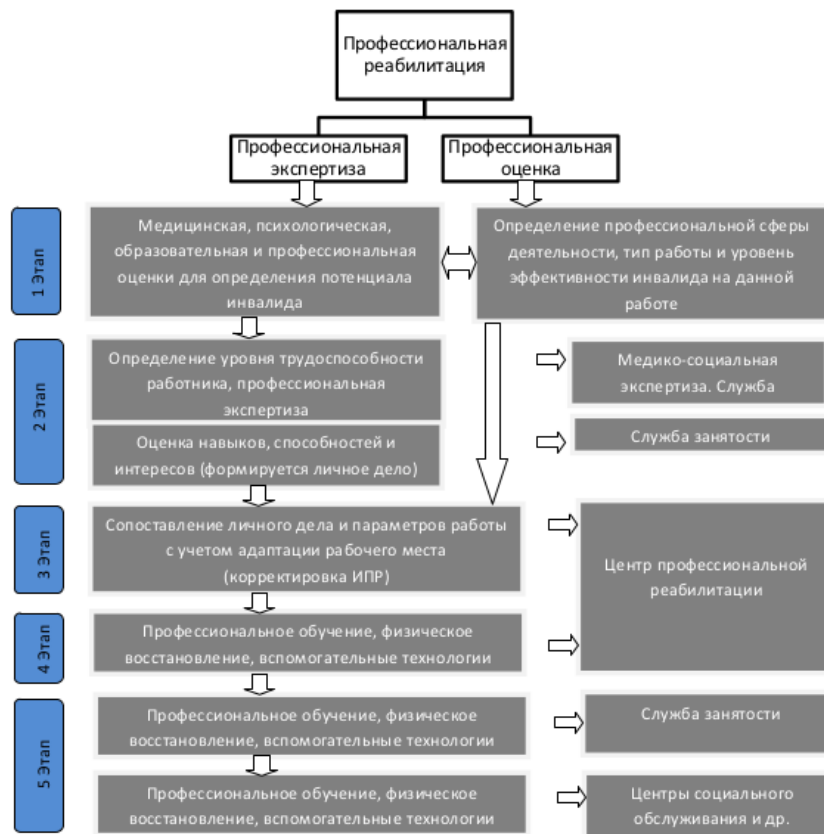 Профессиональная
реабилитация
Профессиональная
экспертиза
Профессиональная
оценка
1 Этап
Медицинская, психологическая,
образовательная и профессиональная
оценки для определения потенциала
инвалида
Определение профессиональной сферы
деятельности, тип работы и уровень
эффективности инвалида на данной
работе
2 Этап
Определение уровня трудоспособности
работника, профессиональная
экспертиза
Медико-социальная
экспертиза. Служба
Оценка навыков, способностей и
интересов (формируется личное дело)
Служба занятости
3 Этап
Сопоставление личного дела и параметров работы
с учетом адаптации рабочего места
(корректировка ИПР)
Центр профессиональной
реабилитации
4 Этап
Профессиональное обучение, физическое
восстановление, вспомогательные технологии
5 Этап
Профессиональное обучение, физическое
восстановление, вспомогательные технологии
Служба занятости
Профессиональное обучение, физическое
восстановление, вспомогательные технологии
Центры социального
обслуживания и др.